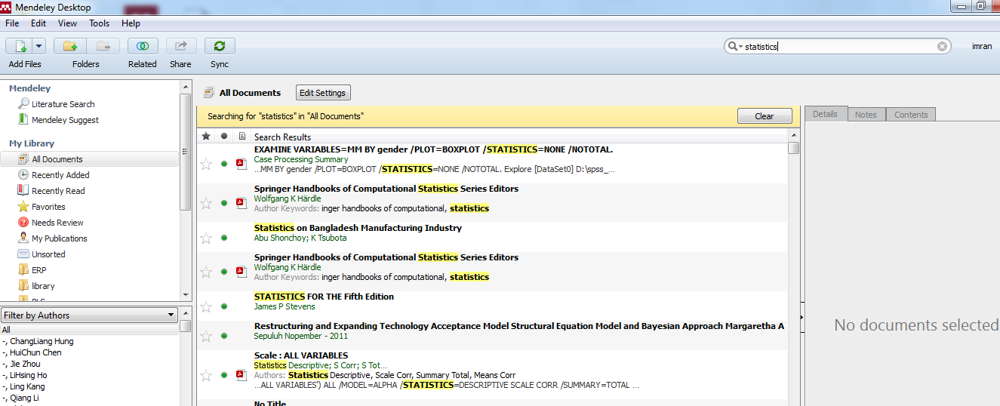 Mendeley Desktop
File Edit View Tools Help
statistics
imran
Add Files Folders Related Share Sync
Mendeley
Literature Search
Mendeley Suggest
My Library
All Documents
Recently Added
Recently Read
Favorites
Needs Review
My Publications
Unsorted
ERP
library
Filter by Authors
All
-, ChangLiang Hung
-, HuiChun Chen
-, Jie Zhou
-, LiHsing Ho
-, Ling Kang
-, Qiang Li
All Documents Edit Settings
Searching for "statistics" in "All Documents" Clear
Search Results
EXAMINE VARIABLES=MM BY gender /PLOT=BOXPLOT /STATISTICS=NONE /NOTOTAL.
Case Processing Summary
...MM BY gender /PLOT=BOXPLOT /STATISTICS=NONE /NOTOTAL. Explore [DataSet0] D:\spss_...
Springer Handbooks of Computational Statistics Series Editors
Wolfgang K Härdle
Author Keywords: inger handbooks of computational, statistics
Statistics on Bangladesh Manufacturing Industry
Abu Shonchoy; K Tsubota
Springer Handbooks of Computational Statistics Series Editors
Wolfgang K Härdle
Author Keywords: inger handbooks of computational, statistics
STATISTICS FOR THE Fifth Edition
James P Stevens
Restructuring and Expanding Technology Acceptance Model Structural Equation Model and Bayesian Approach Margaretha A
Sepuluh Nopember - 2011
Scale : ALL VARIABLES
Statistics Descriptive; S Corr; S Tot...
Authors: Statistics Descriptive, Scale Corr, Summary Total, Means Corr
...ALL VARIABLES') ALL /MODEL=ALPHA /STATISTICS=DESCRIPTIVE SCALE CORR /SUMMARY=TOTAL ...
No Title
Details Notes Contents
No documents selected